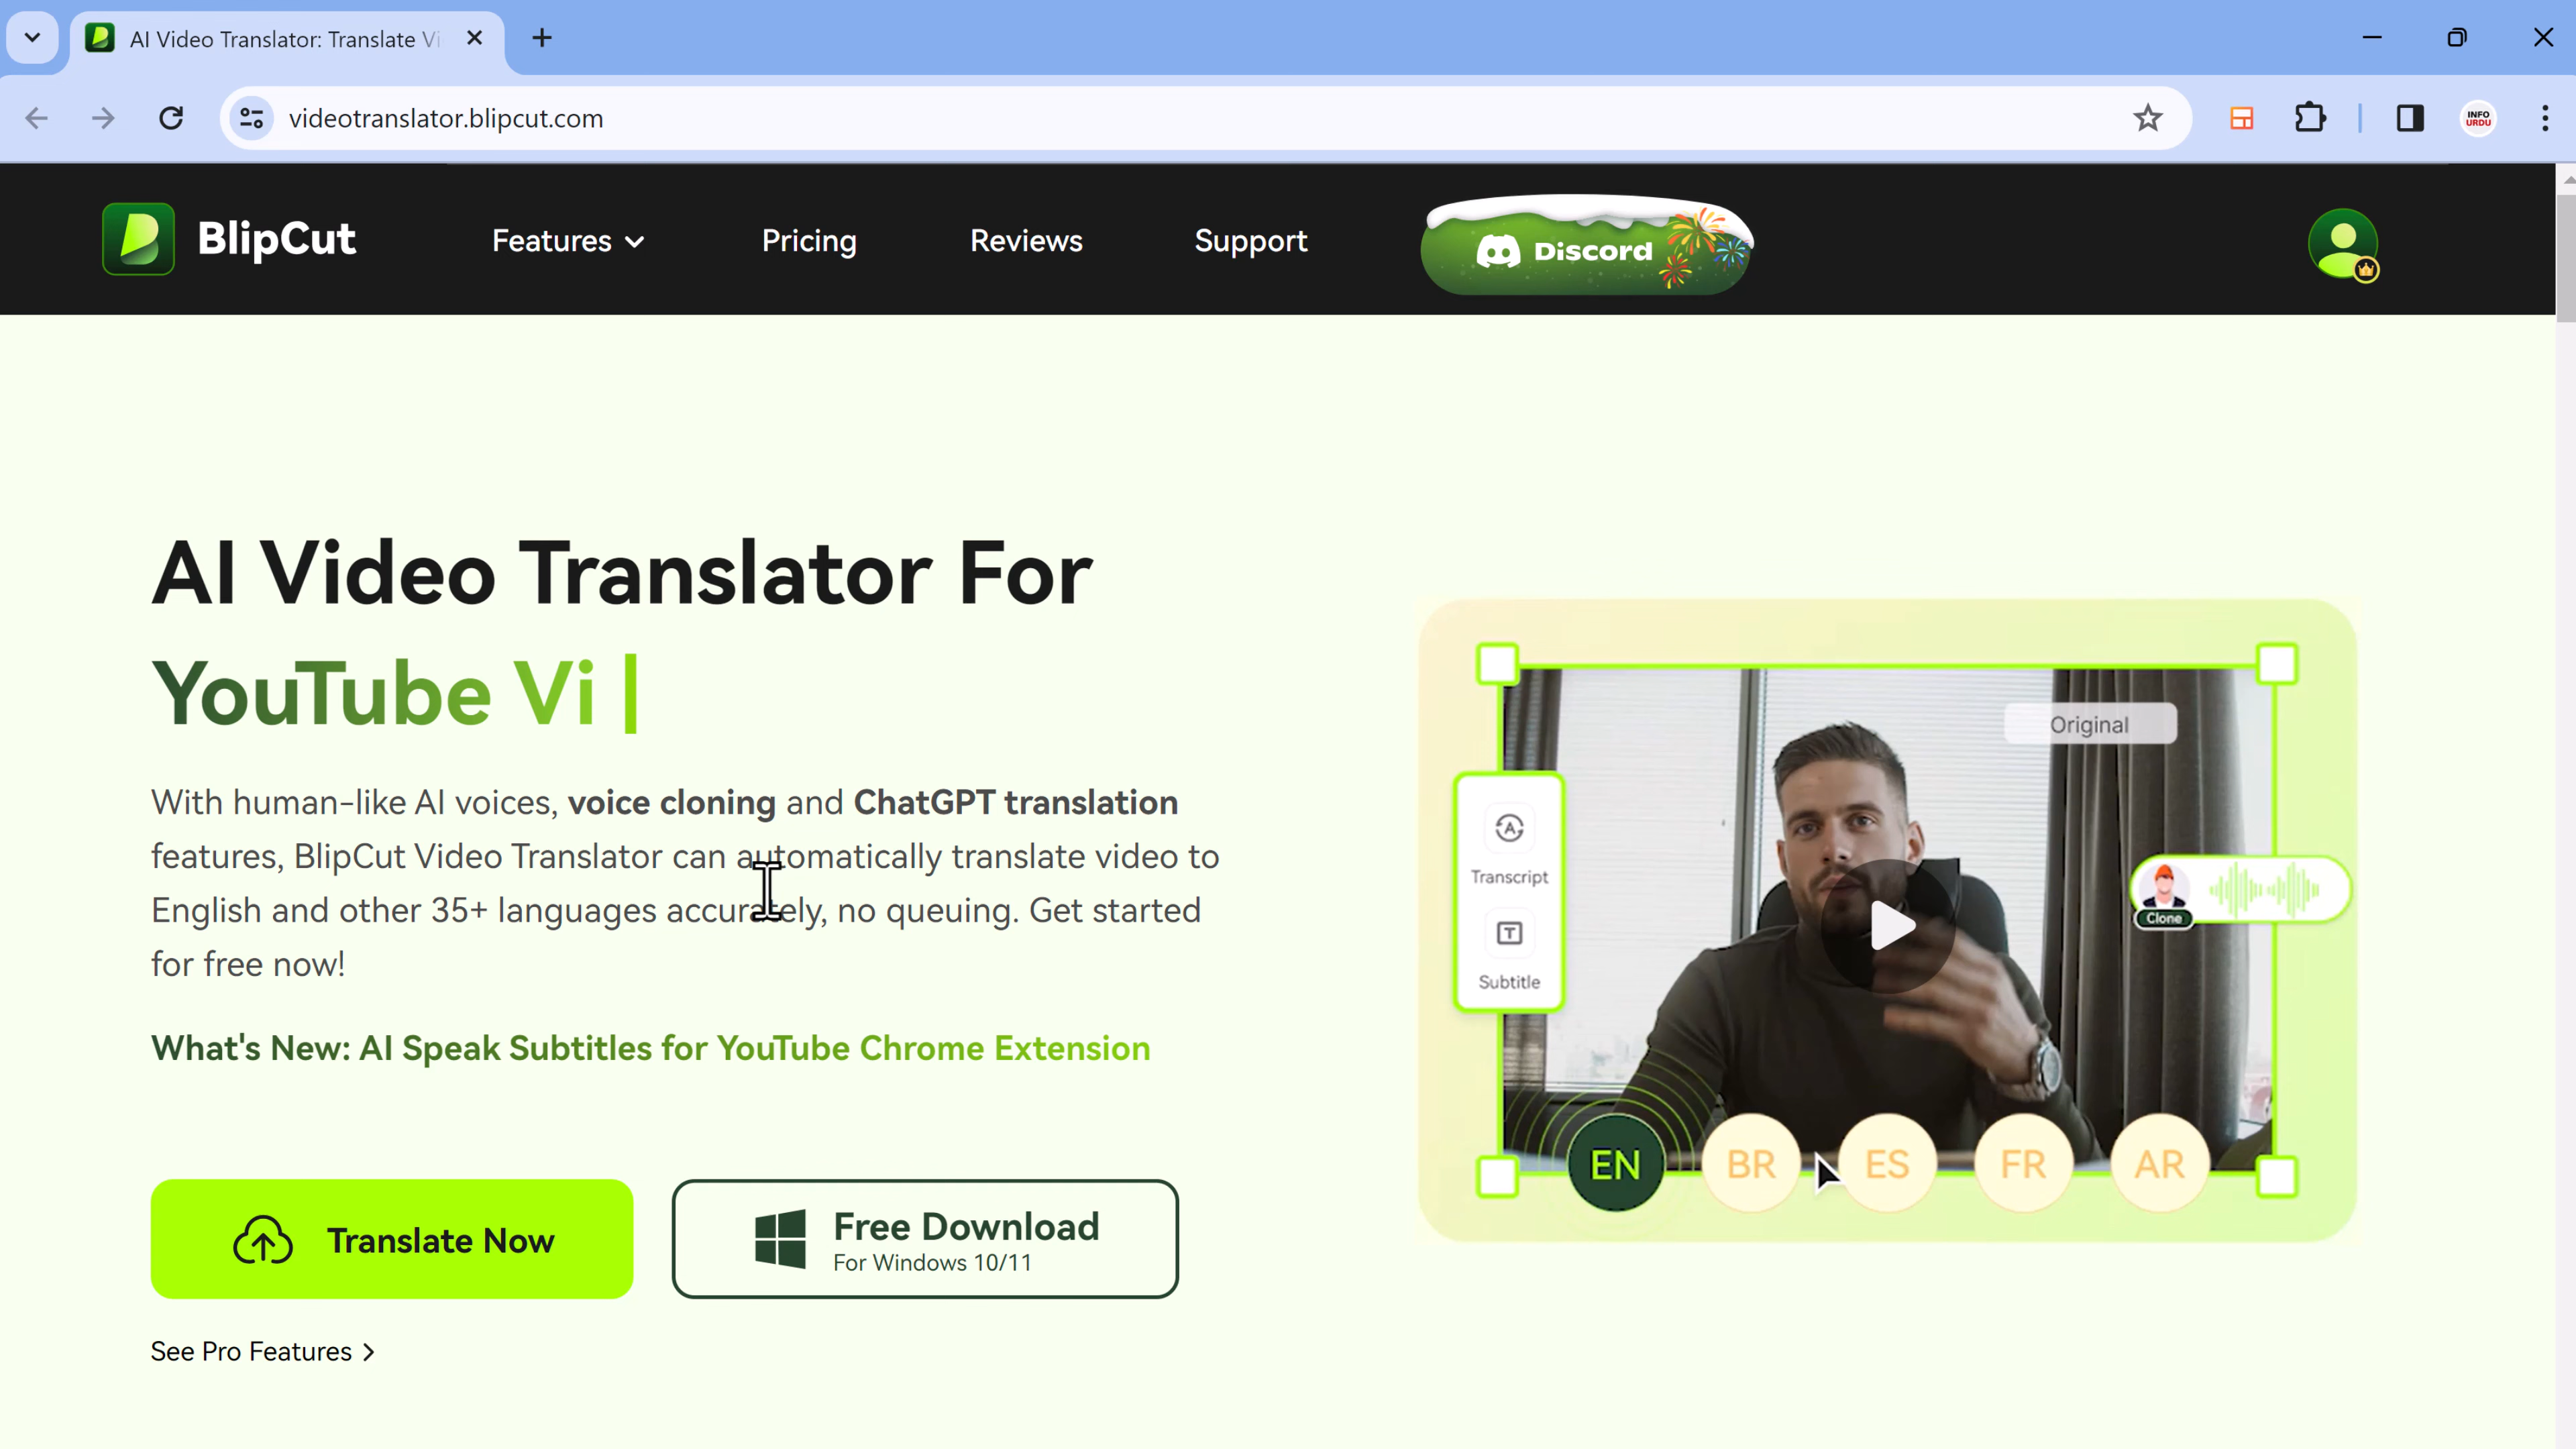 AI Video Translator: Translate Vi
videotranslator.blipcut.com
INFO
URDU
BlipCut
Features
Pricing
Reviews
Support
Discord
AI Video Translator For
YouTube Vi
With human-like AI voices, voice cloning and ChatGPT translation
features, BlipCut Video Translator can automatically translate video to
English and other 35+ languages accurately, no queuing. Get started
for free now!
What's New: AI Speak Subtitles for YouTube Chrome Extension
Translate Now
Free Download
For Windows 10/11
See Pro Features
Original
Transcript
Subtitle
Clone
EN
BR
ES
FR
AR